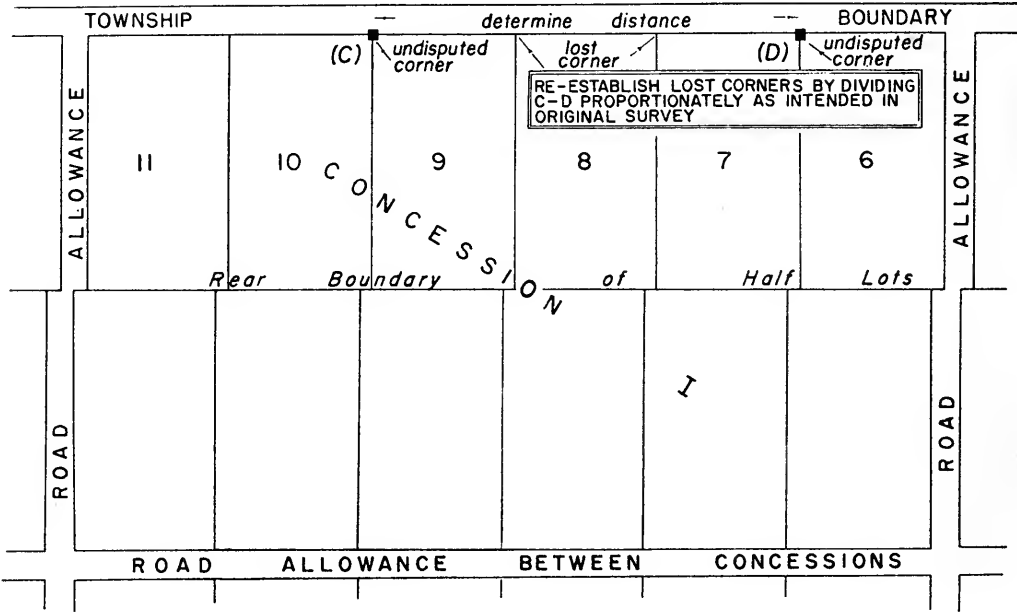 TOWNSHIP determine distance BOUNDARY
(C) undisputed corner
lost corner
(D) undisputed corner
RE-ESTABLISH LOST CORNERS BY DIVIDING
C-D PROPORTIONATELY AS INTENDED IN
ORIGINAL SURVEY
ALLOWANCE
ALLOWANCE
11 10 9 8 7 6
CONCESSION I
Rear Boundary of Half Lots
ROAD
ROAD
ROAD ALLOWANCE BETWEEN CONCESSIONS